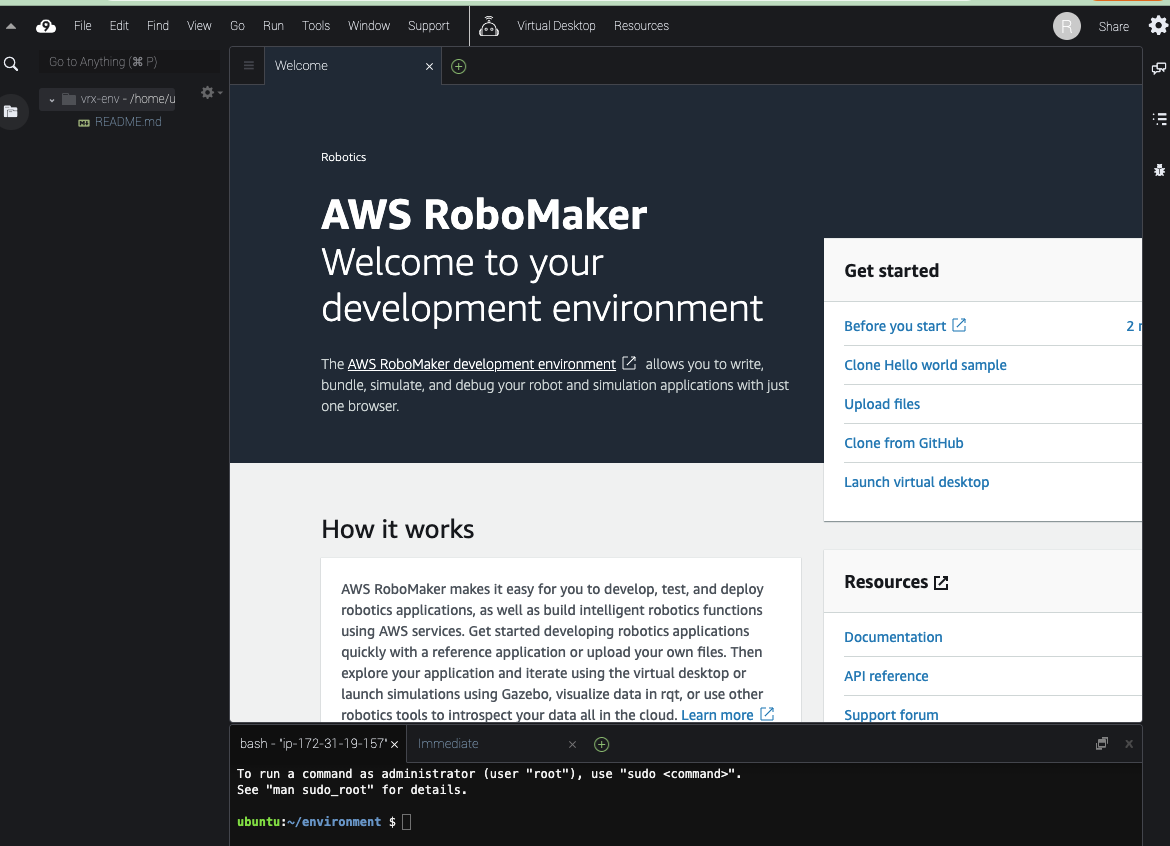 File Edit Find View Go Run Tools Window Support Virtual Desktop Resources R Share
Go to Anything (⌘ P)
vrx-env - /home/u
README.md
Welcome
Robotics
AWS RoboMaker
Welcome to your
development environment
The AWS RoboMaker development environment allows you to write,
bundle, simulate, and debug your robot and simulation applications with just
one browser.
Get started
Before you start 2
Clone Hello world sample
Upload files
Clone from GitHub
Launch virtual desktop
How it works
AWS RoboMaker makes it easy for you to develop, test, and deploy
robotics applications, as well as build intelligent robotics functions
using AWS services. Get started developing robotics applications
quickly with a reference application or upload your own files. Then
explore your application and iterate using the virtual desktop or
launch simulations using Gazebo, visualize data in rqt, or use other
robotics tools to introspect your data all in the cloud. Learn more
Resources
Documentation
API reference
Support forum
bash - "ip-172-31-19-157" Immediate
To run a command as administrator (user "root"), use "sudo <command>".
See "man sudo_root" for details.
ubuntu:~/environment $